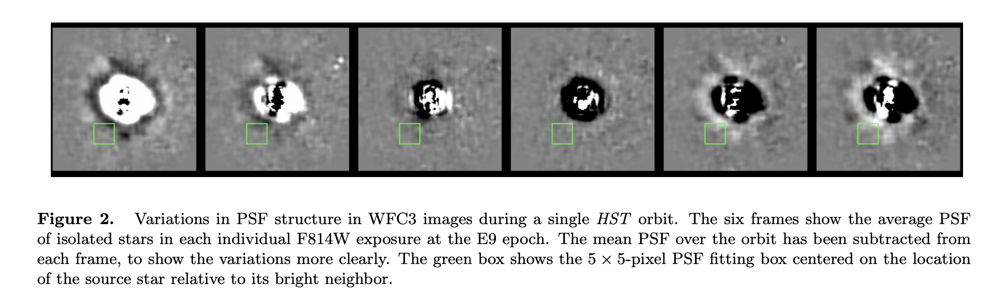 Figure 2. Variations in PSF structure in WFC3 images during a single HST orbit. The six frames show the average PSF
of isolated stars in each individual F814W exposure at the E9 epoch. The mean PSF over the orbit has been subtracted from
each frame, to show the variations more clearly. The green box shows the 5 × 5-pixel PSF fitting box centered on the location
of the source star relative to its bright neighbor.